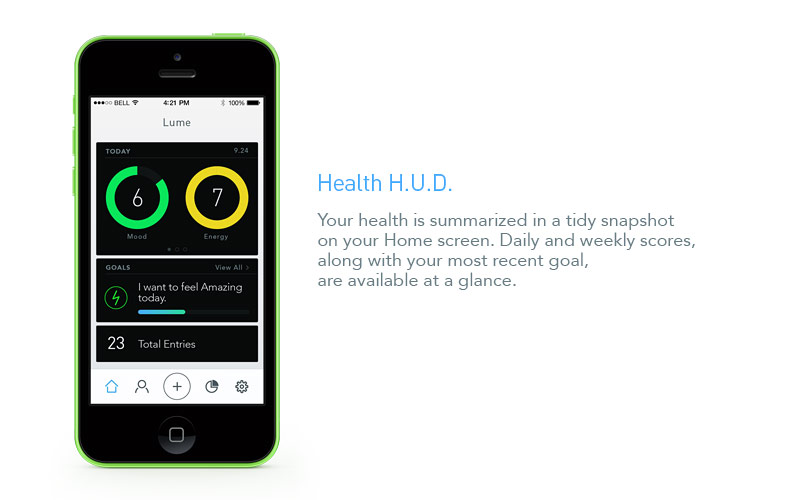 BELL 4:21 PM 100%
Lume
TODAY 9.24
6 7
Mood Energy
GOALS View All >
I want to feel Amazing
today.
23 Total Entries
Health H.U.D.
Your health is summarized in a tidy snapshot
on your Home screen. Daily and weekly scores,
along with your most recent goal,
are available at a glance.